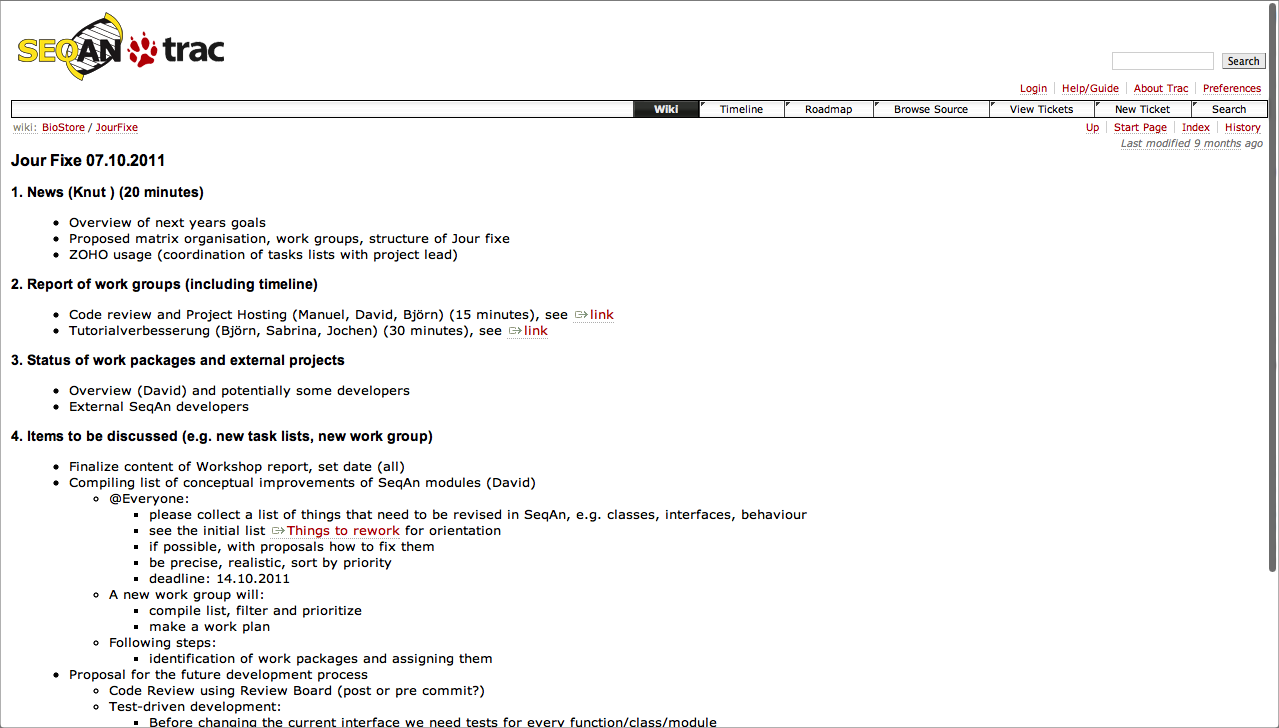 SEQAN trac
Search
Login Help/Guide About Trac Preferences
Wiki Timeline Roadmap Browse Source View Tickets New Ticket Search
wiki: BioStore / JourFixe Up Start Page Index History
Last modified 9 months ago
Jour Fixe 07.10.2011
1. News (Knut ) (20 minutes)
• Overview of next years goals
• Proposed matrix organisation, work groups, structure of Jour fixe
• ZOHO usage (coordination of tasks lists with project lead)
2. Report of work groups (including timeline)
• Code review and Project Hosting (Manuel, David, Björn) (15 minutes), see link
• Tutorialverbesserung (Björn, Sabrina, Jochen) (30 minutes), see link
3. Status of work packages and external projects
• Overview (David) and potentially some developers
• External SeqAn developers
4. Items to be discussed (e.g. new task lists, new work group)
• Finalize content of Workshop report, set date (all)
• Compiling list of conceptual improvements of SeqAn modules (David)
◦ @Everyone:
▪ please collect a list of things that need to be revised in SeqAn, e.g. classes, interfaces, behaviour
▪ see the initial list Things to rework for orientation
▪ if possible, with proposals how to fix them
▪ be precise, realistic, sort by priority
▪ deadline: 14.10.2011
◦ A new work group will:
▪ compile list, filter and prioritize
▪ make a work plan
◦ Following steps:
▪ identification of work packages and assigning them
• Proposal for the future development process
◦ Code Review using Review Board (post or pre commit?)
◦ Test-driven development:
▪ Before changing the current interface we need tests for every function/class/module